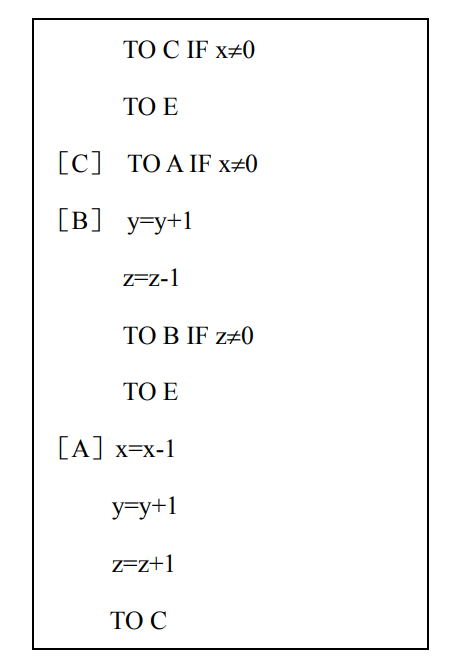 TO C IF x≠0
TO E
［C］ TO A IF x≠0
［B］ y=y+1
z=z-1
TO B IF z≠0
TO E
［A］ x=x-1
y=y+1
z=z+1
TO C